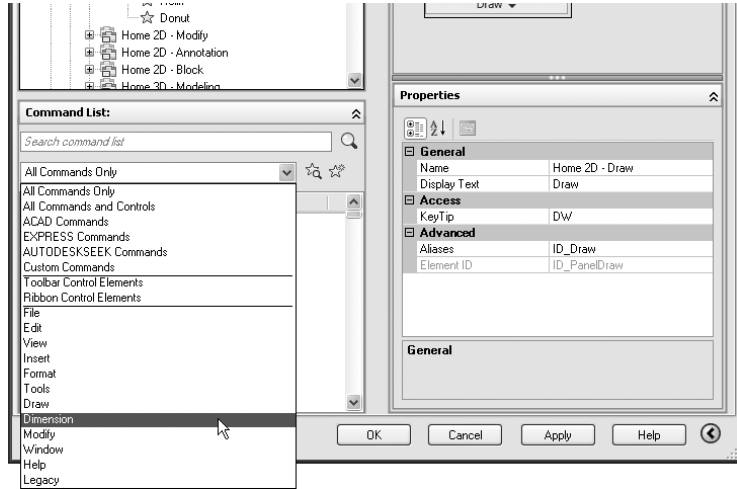 Donut
Home 2D - Modify
Home 2D - Annotation
Home 2D - Block
Home 3D - Modeling
Command List:
Search command list
All Commands Only
All Commands Only
All Commands and Controls
ACAD Commands
EXPRESS Commands
AUTODESKSEEK Commands
Custom Commands
Toolbar Control Elements
Ribbon Control Elements
File
Edit
View
Insert
Format
Tools
Draw
Dimension
Modify
Window
Help
Legacy
Draw
Properties
General
Name Home 2D - Draw
Display Text Draw
Access
KeyTip DW
Advanced
Aliases ID_Draw
Element ID ID_PanelDraw
General
OK Cancel Apply Help